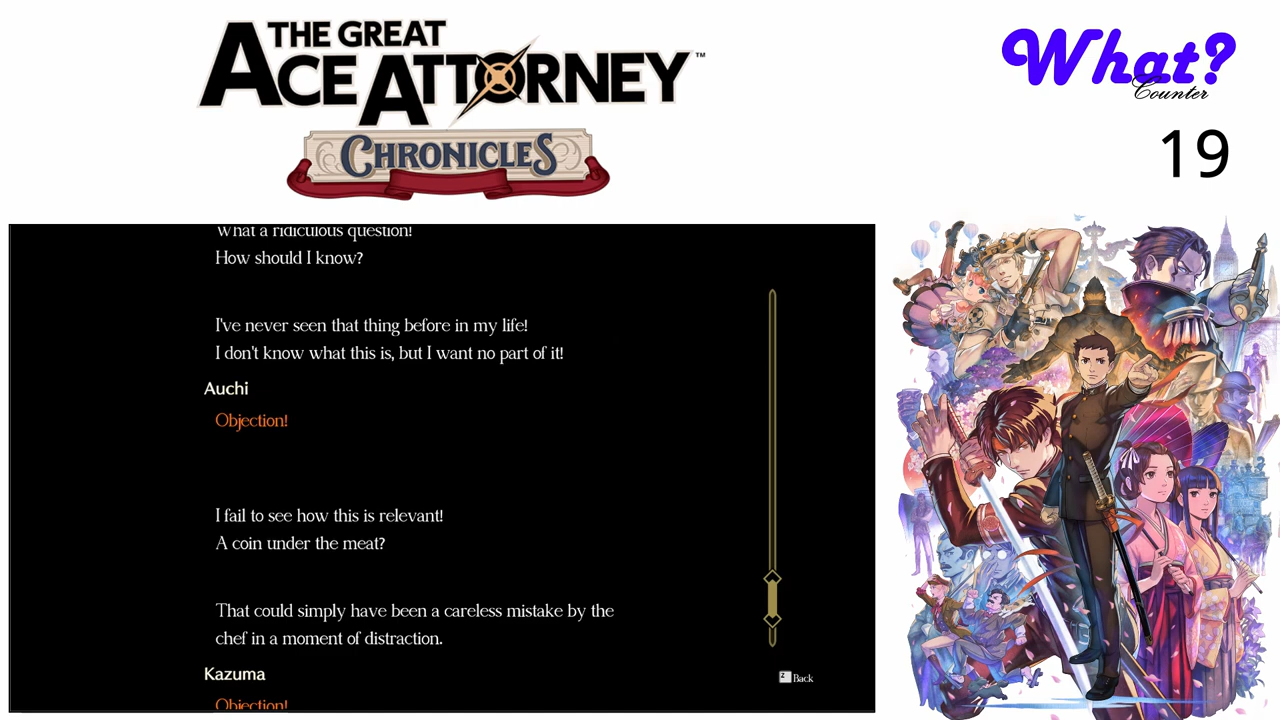 THE GREAT
ACE ATTORNEY™
CHRONICLES
What?
Counter
19
What a ridiculous question!
How should I know?
I've never seen that thing before in my life!
I don't know what this is, but I want no part of it!
Auchi
Objection!
I fail to see how this is relevant!
A coin under the meat?
That could simply have been a careless mistake by the
chef in a moment of distraction.
Kazuma
Objection!
Z Back